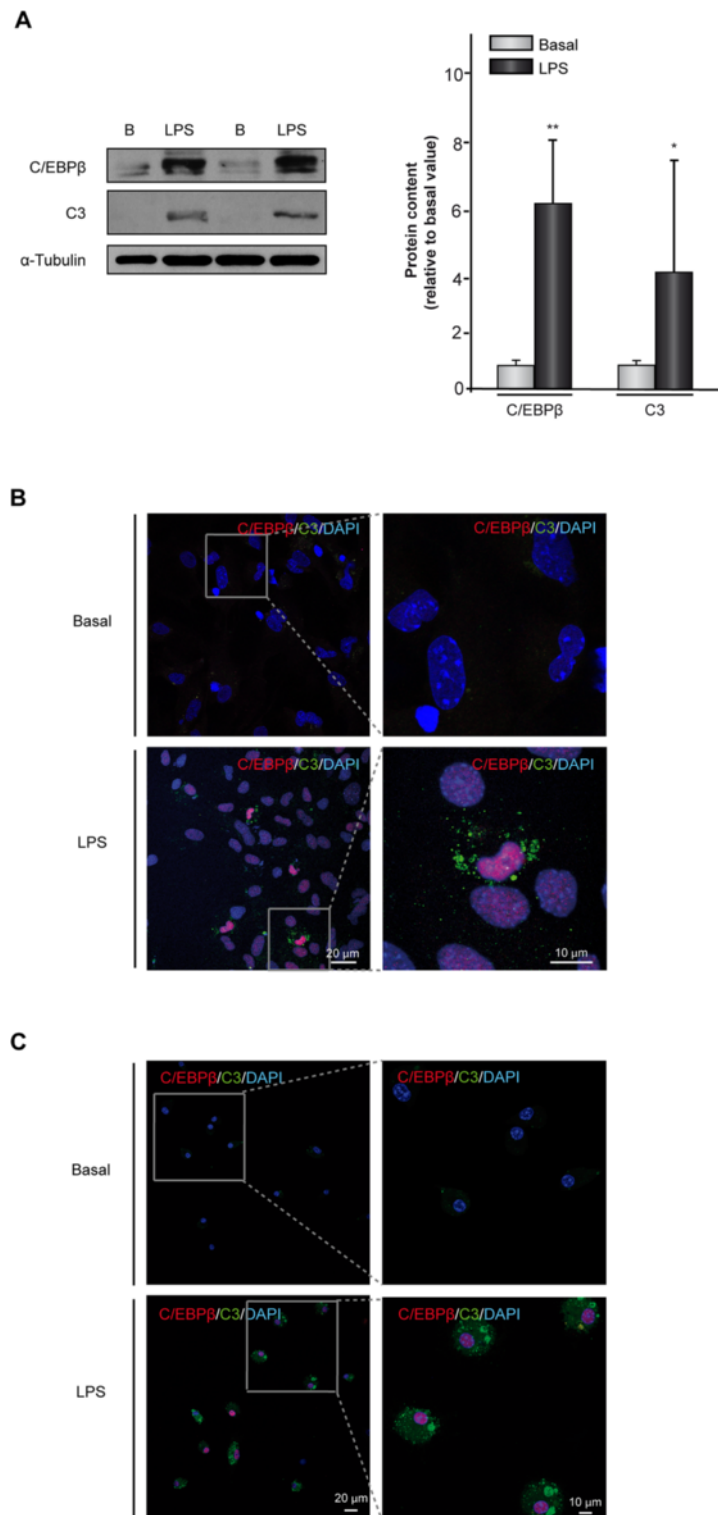 A
B LPS B LPS
C/EBPβ
C3
α-Tubulin
Basal
LPS
Protein content
(relative to basal value)
10
8
6
4
2
0
**
*
C/EBPβ
C3
B
Basal
C/EBPβ/C3/DAPI
C/EBPβ/C3/DAPI
LPS
C/EBPβ/C3/DAPI
20 µm
C/EBPβ/C3/DAPI
10 µm
C
Basal
C/EBPβ/C3/DAPI
C/EBPβ/C3/DAPI
LPS
C/EBPβ/C3/DAPI
20 µm
C/EBPβ/C3/DAPI
10 µm